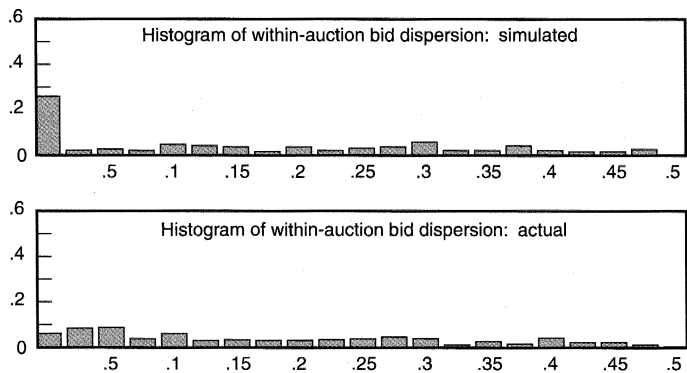 .6
Histogram of within-auction bid dispersion: simulated
.4
.2
0
.5 .1 .15 .2 .25 .3 .35 .4 .45 .5
.6
Histogram of within-auction bid dispersion: actual
.4
.2
0
.5 .1 .15 .2 .25 .3 .35 .4 .45 .5